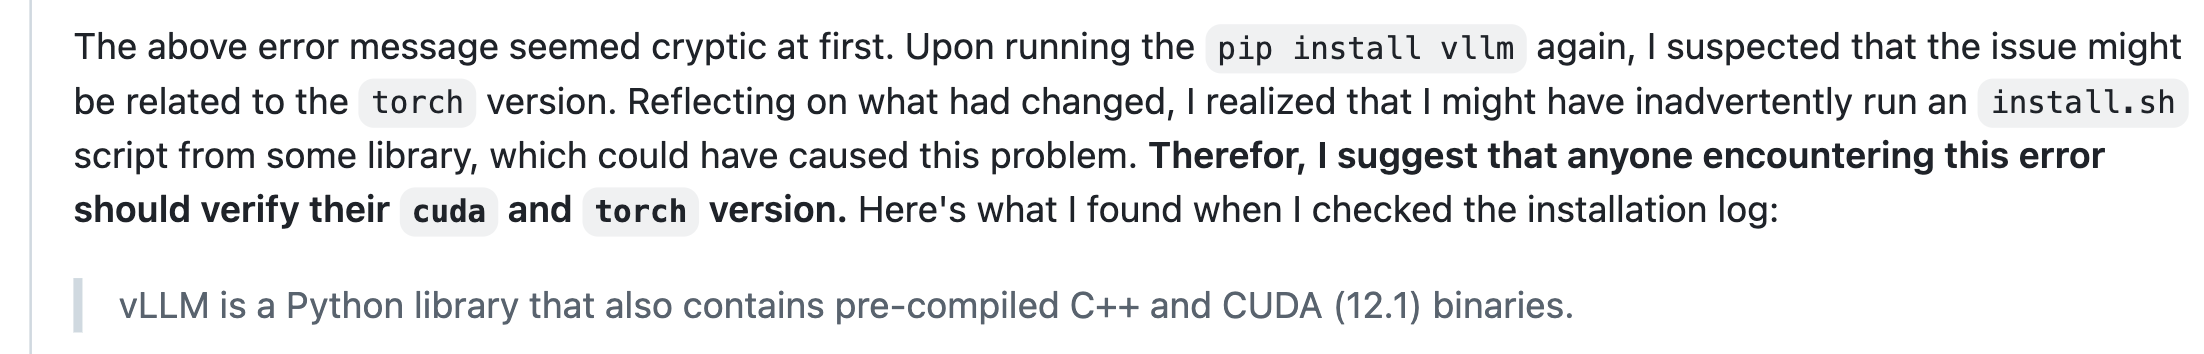 The above error message seemed cryptic at first. Upon running the pip install vllm again, I suspected that the issue might
be related to the torch version. Reflecting on what had changed, I realized that I might have inadvertently run an install.sh
script from some library, which could have caused this problem. Therefor, I suggest that anyone encountering this error
should verify their cuda and torch version. Here's what I found when I checked the installation log:
vLLM is a Python library that also contains pre-compiled C++ and CUDA (12.1) binaries.